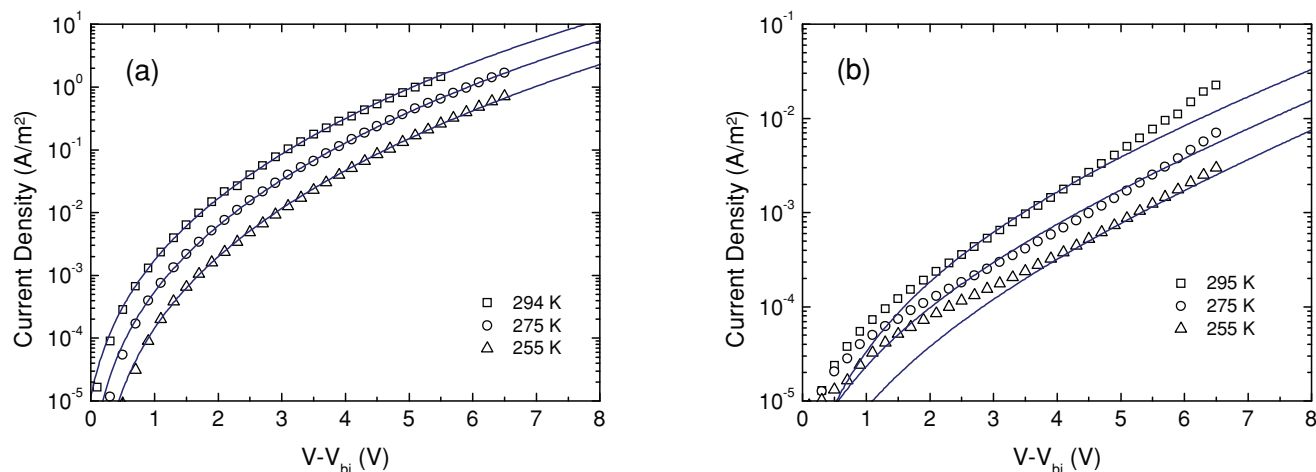 (a)
Current Density (A/m²)
10¹
10⁰
10⁻¹
10⁻²
10⁻³
10⁻⁴
10⁻⁵
294 K
275 K
255 K
0 1 2 3 4 5 6 7 8
V-V_bi (V)
(b)
Current Density (A/m²)
10⁻¹
10⁻²
10⁻³
10⁻⁴
10⁻⁵
295 K
275 K
255 K
0 1 2 3 4 5 6 7 8
V-V_bi (V)